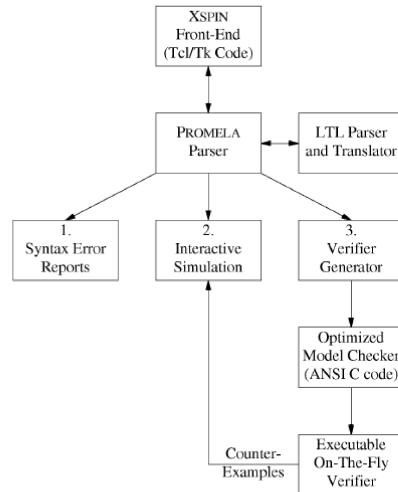 XSPIN
Front-End
(Tcl/Tk Code)
PROMELA
Parser
LTL Parser
and Translator
1.
Syntax Error
Reports
2.
Interactive
Simulation
3.
Verifier
Generator
Optimized
Model Checker
(ANSI C code)
Counter-
Examples
Executable
On-The-Fly
Verifier